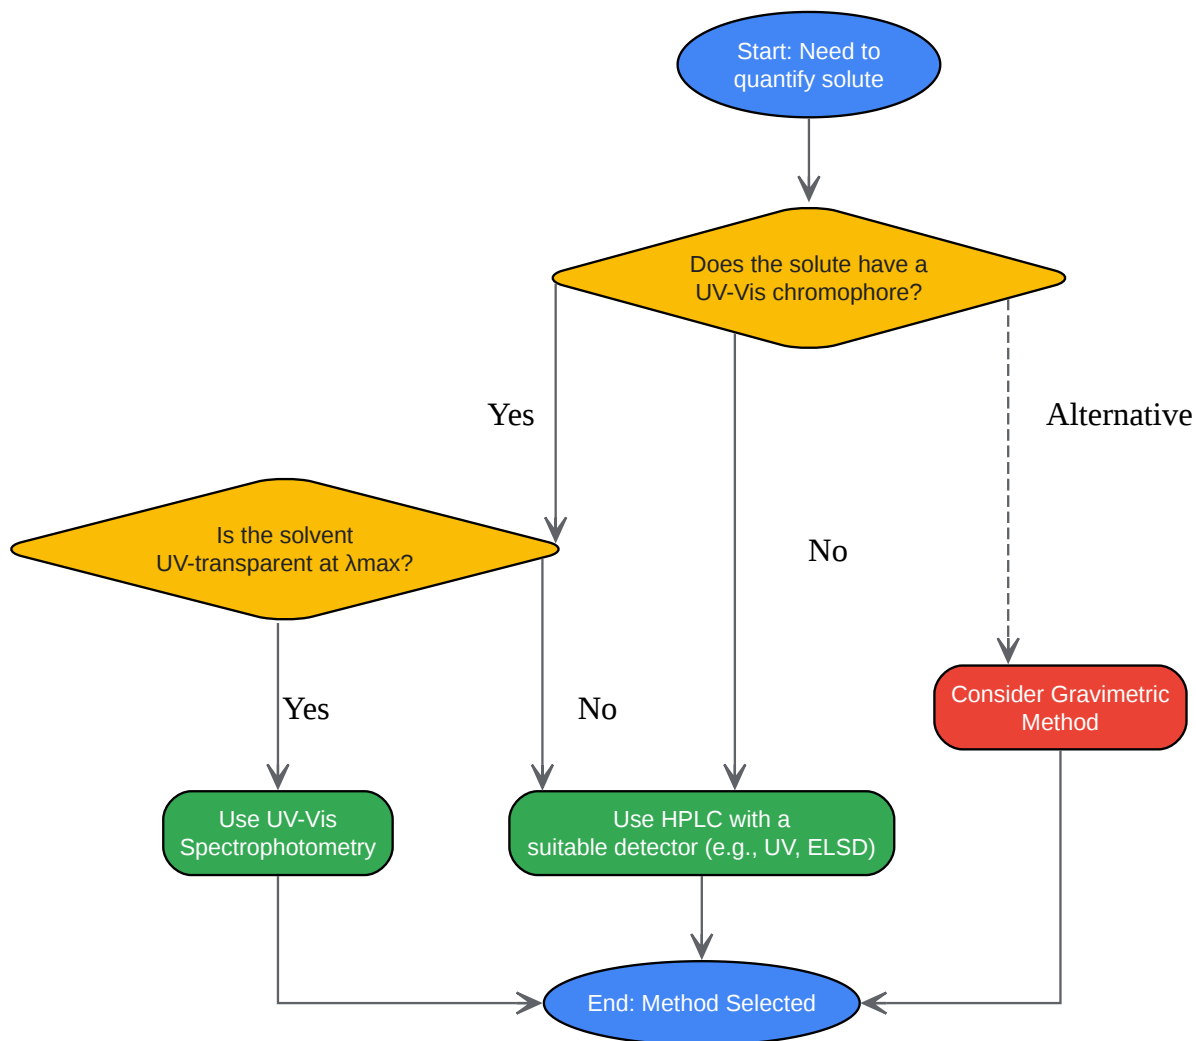 Start: Need to
quantify solute
Does the solute have a
UV-Vis chromophore?
Yes
Alternative
Is the solvent
UV-transparent at λmax?
No
Yes
No
Consider Gravimetric
Method
Use UV-Vis
Spectrophotometry
Use HPLC with a
suitable detector (e.g., UV, ELSD)
End: Method Selected